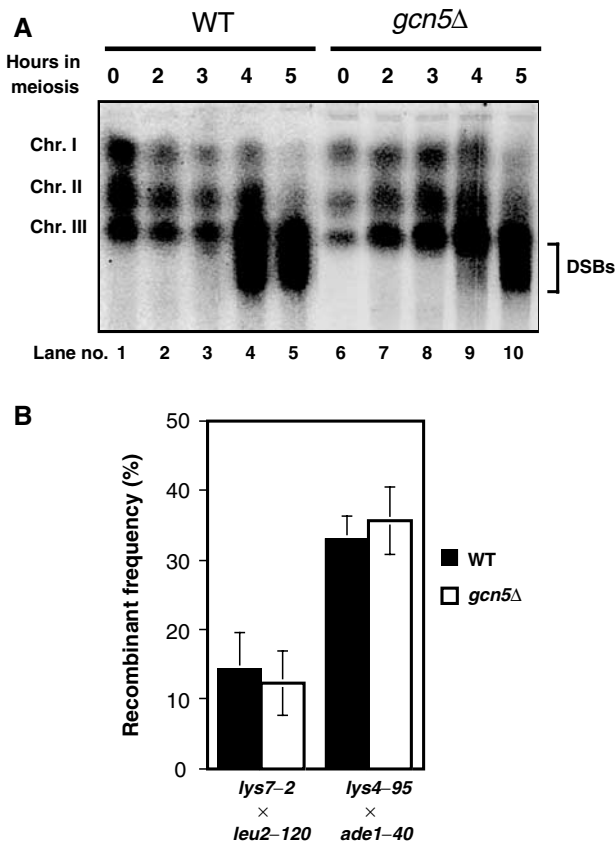 A
WT gcn5Δ
Hours in meiosis 0 2 3 4 5 0 2 3 4 5
Chr. I
Chr. II
Chr. III
DSBs
Lane no. 1 2 3 4 5 6 7 8 9 10
B
Recombinant frequency (%)
50
40
30
20
10
0
WT
gcn5Δ
lys7–2 lys4–95
× ×
leu2–120 ade1–40